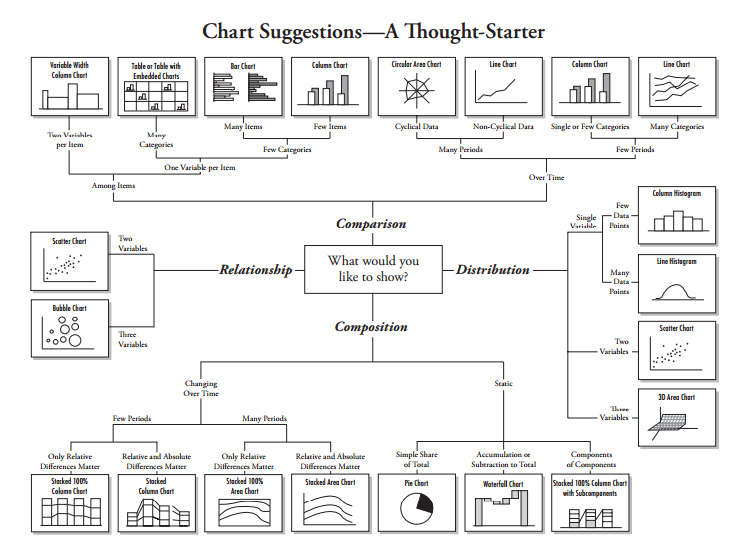 Chart Suggestions—A Thought-Starter
Variable Width
Column Chart
Table or Table with
Embedded Charts
Bar Chart
Column Chart
Circular Area Chart
Line Chart
Column Chart
Line Chart
Two Variables
per Item
Many
Categories
Many Items
Few Items
Cyclical Data
Non-Cyclical Data
Single or Few Categories
Many Categories
Few Categories
Many Periods
Few Periods
One Variable per Item
Among Items
Over Time
Comparison
What would you
like to show?
Relationship
Distribution
Composition
Scatter Chart
Two
Variables
Bubble Chart
Three
Variables
Single
Variable
Few
Data
Points
Column Histogram
Many
Data
Points
Line Histogram
Two
Variables
Scatter Chart
Three
Variables
3D Area Chart
Changing
Over Time
Static
Few Periods
Many Periods
Only Relative
Differences Matter
Relative and Absolute
Differences Matter
Only Relative
Differences Matter
Relative and Absolute
Differences Matter
Simple Share
of Total
Accumulation or
Subtraction to Total
Components
of Components
Stacked 100%
Column Chart
Stacked
Column Chart
Stacked 100%
Area Chart
Stacked Area Chart
Pie Chart
Waterfall Chart
Stacked 100% Column Chart
with Subcomponents